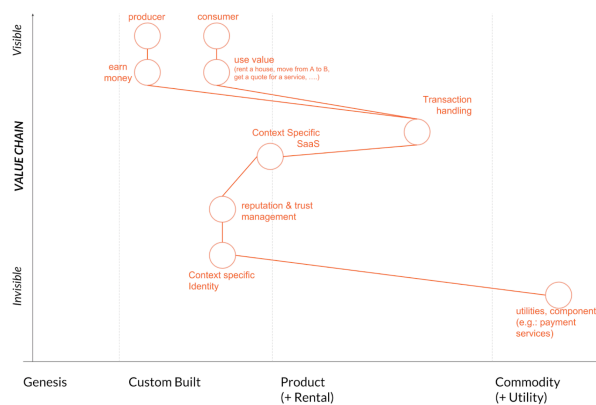 producer
consumer
Visible
earn
money
use value
(rent a house, move from A to B,
get a quote for a service, ....)
Transaction
handling
Context Specific
SaaS
VALUE CHAIN
reputation & trust
management
Context specific
Identity
Invisible
utilities, component
(e.g.: payment
services)
Genesis
Custom Built
Product
(+ Rental)
Commodity
(+ Utility)